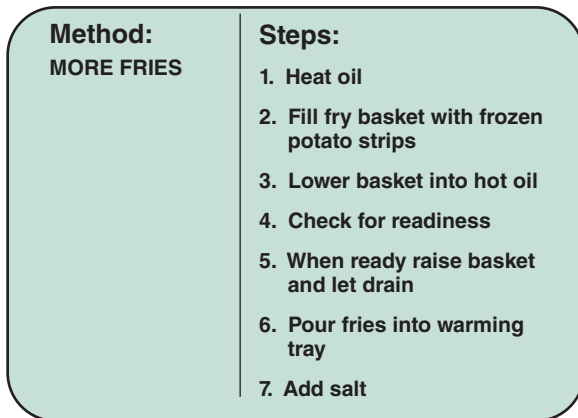 Method:
MORE FRIES
Steps:
1. Heat oil
2. Fill fry basket with frozen
potato strips
3. Lower basket into hot oil
4. Check for readiness
5. When ready raise basket
and let drain
6. Pour fries into warming
tray
7. Add salt